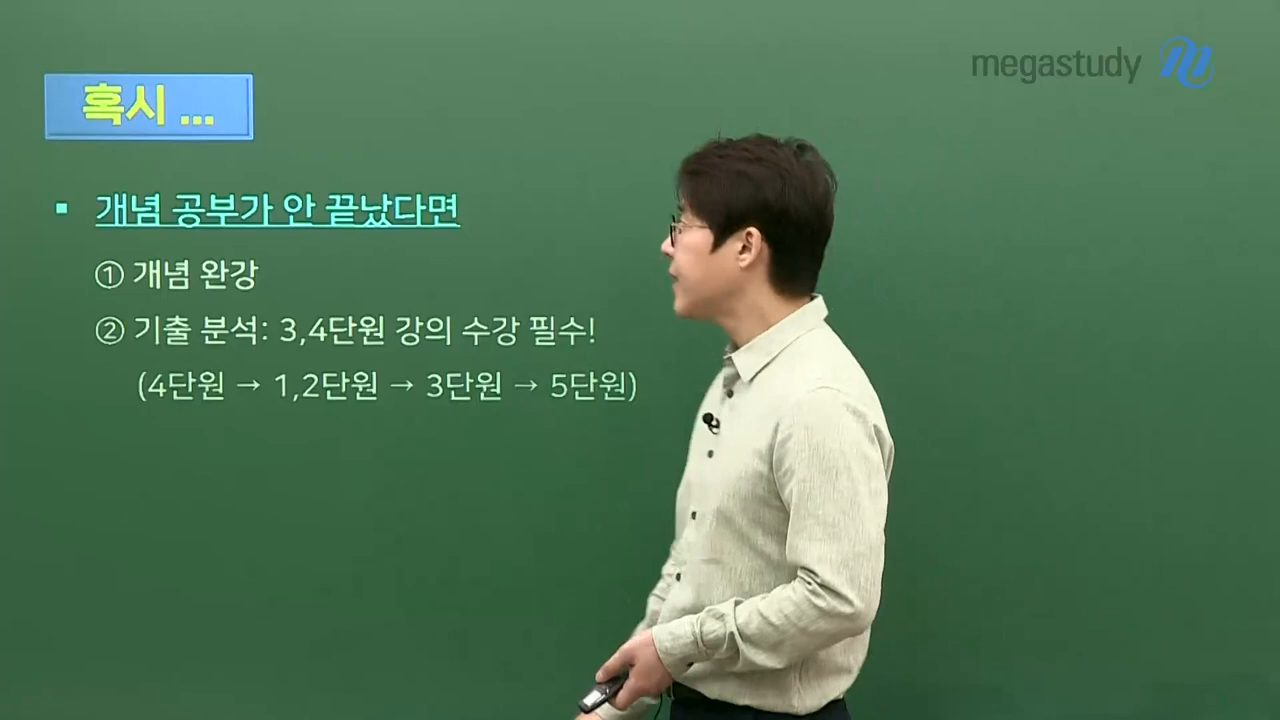 megastudy
혹시 ...
▪ 개념 공부가 안 끝났다면
① 개념 완강
② 기출 분석: 3,4단원 강의 수강 필수!
(4단원 → 1,2단원 → 3단원 → 5단원)